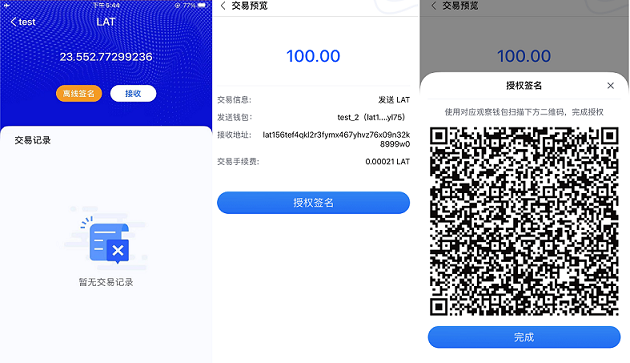 下午5:44
77%
test
LAT
23.552.77299236
离线签名
接收
交易记录
暂无交易记录
交易预览
100.00
交易信息:
发送 LAT
发送钱包:
test_2（lat1....yl75）
接收地址:
lat156tef4qkl2r3fymx467yhvz76x09n32k
8999w0
交易手续费:
0.00021 LAT
授权签名
交易预览
100.00
授权签名
使用对应观察钱包扫描下方二维码，完成授权
完成